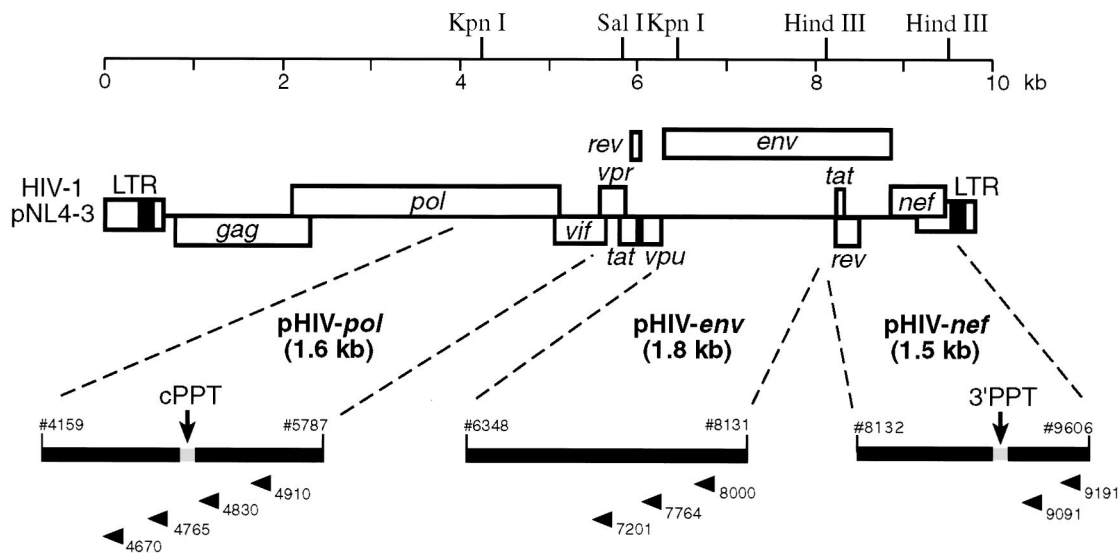 Kpn I Sal I Kpn I Hind III Hind III
0 2 4 6 8 10 kb
rev env
vpr tat
HIV-1 LTR pol nef LTR
pNL4-3
gag vif
tat vpu rev
pHIV-pol pHIV-env pHIV-nef
(1.6 kb) (1.8 kb) (1.5 kb)
cPPT 3'PPT
#4159 #5787 #6348 #8131 #8132 #9606
4910 8000 9191
4830 7764 9091
4765 7201
4670